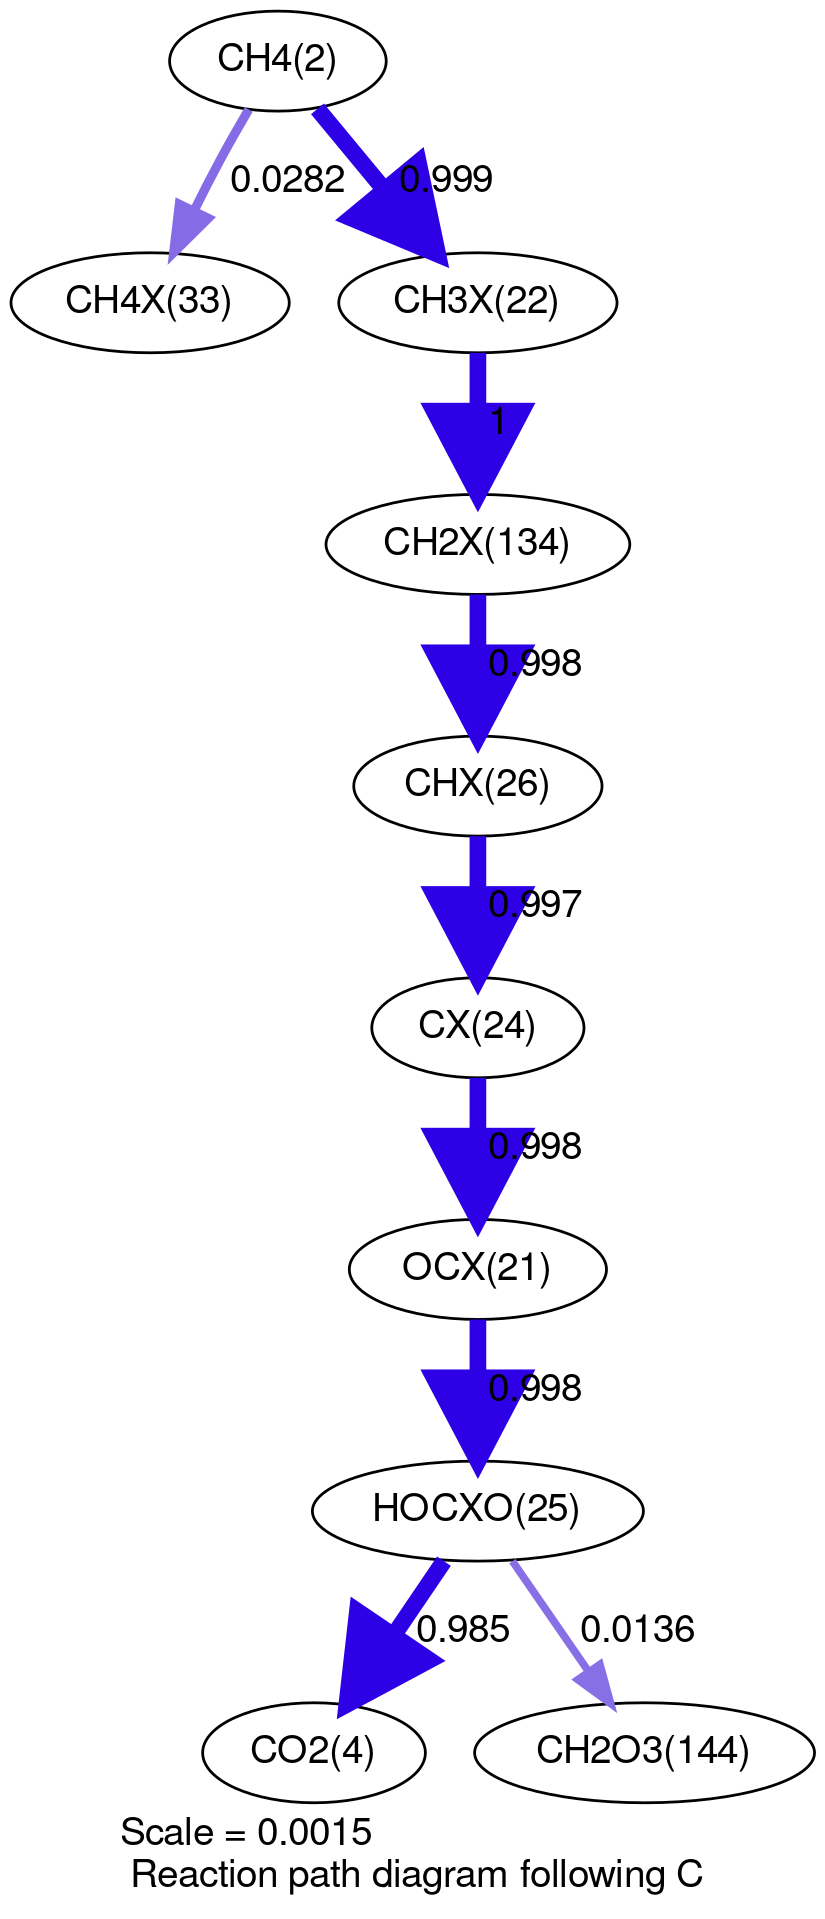 CH4(2)
0.0282
0.999
CH4X(33)
CH3X(22)
1
CH2X(134)
0.998
CHX(26)
0.997
CX(24)
0.998
OCX(21)
0.998
HOCXO(25)
0.985
0.0136
CO2(4)
CH2O3(144)
Scale = 0.0015
Reaction path diagram following C